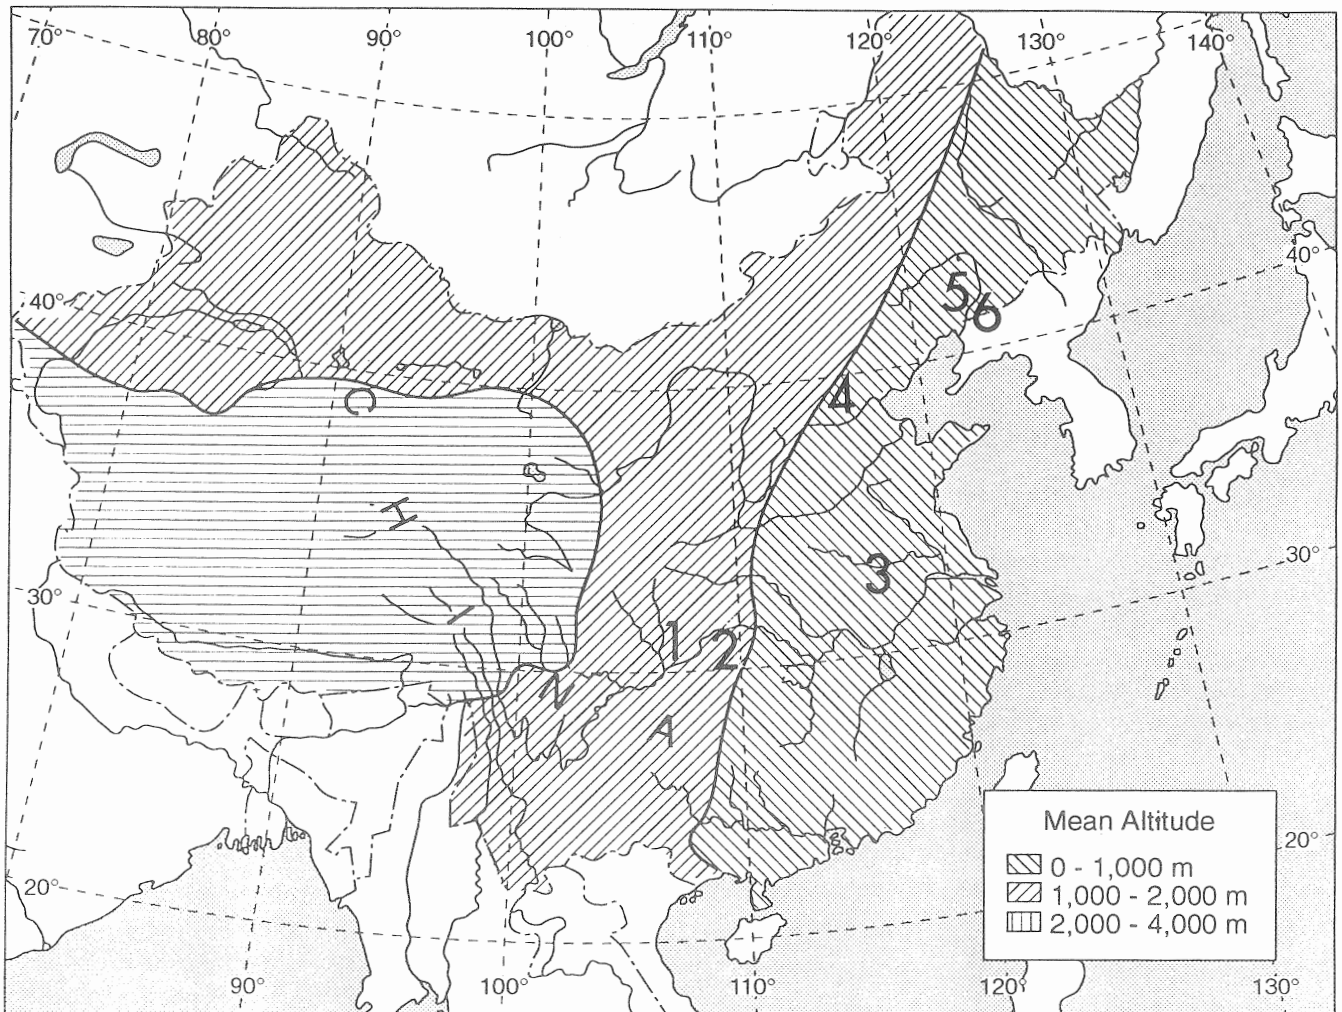 70° 80° 90° 100° 110° 120° 130° 140°
40° 40°
C 4 5 6
H
30° 30°
I 3
1 2
N
A
Mean Altitude
0 - 1,000 m
1,000 - 2,000 m
2,000 - 4,000 m
20° 20°
90° 100° 110° 120° 130°